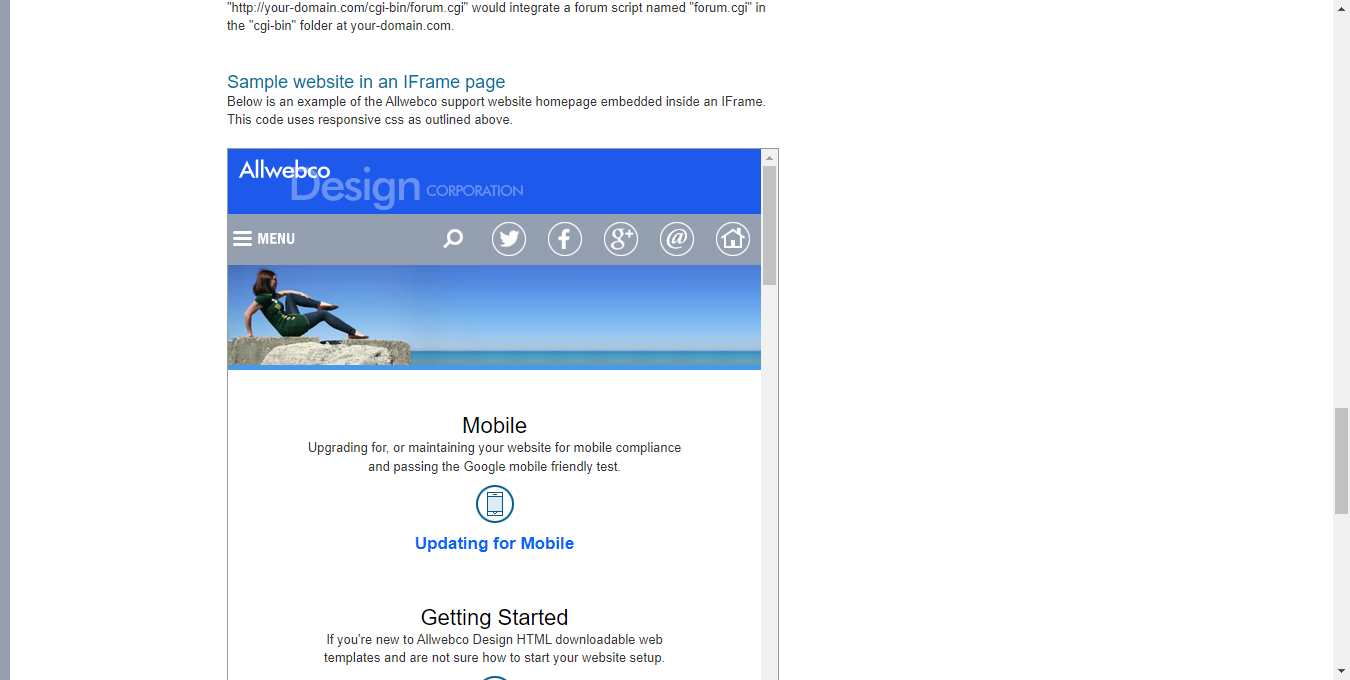 "http://your-domain.com/cgi-bin/forum.cgi" would integrate a forum script named "forum.cgi" in
the "cgi-bin" folder at your-domain.com.
Sample website in an IFrame page
Below is an example of the Allwebco support website homepage embedded inside an IFrame.
This code uses responsive css as outlined above.
Allwebco
Design CORPORATION
MENU
Mobile
Upgrading for, or maintaining your website for mobile compliance
and passing the Google mobile friendly test.
Updating for Mobile
Getting Started
If you're new to Allwebco Design HTML downloadable web
templates and are not sure how to start your website setup.